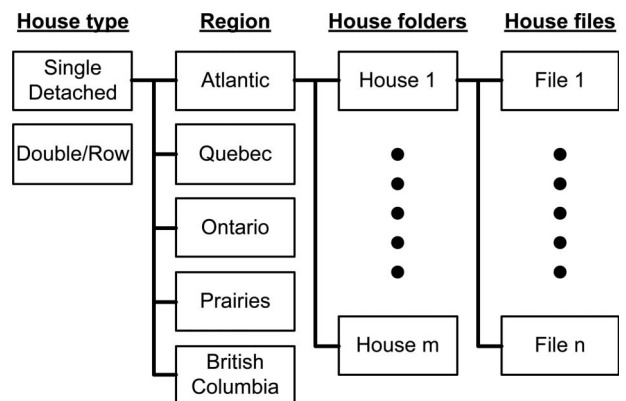 House type Region House folders House files
Single Detached Atlantic House 1 File 1
Double/Row Quebec
Ontario
Prairies House m File n
British Columbia